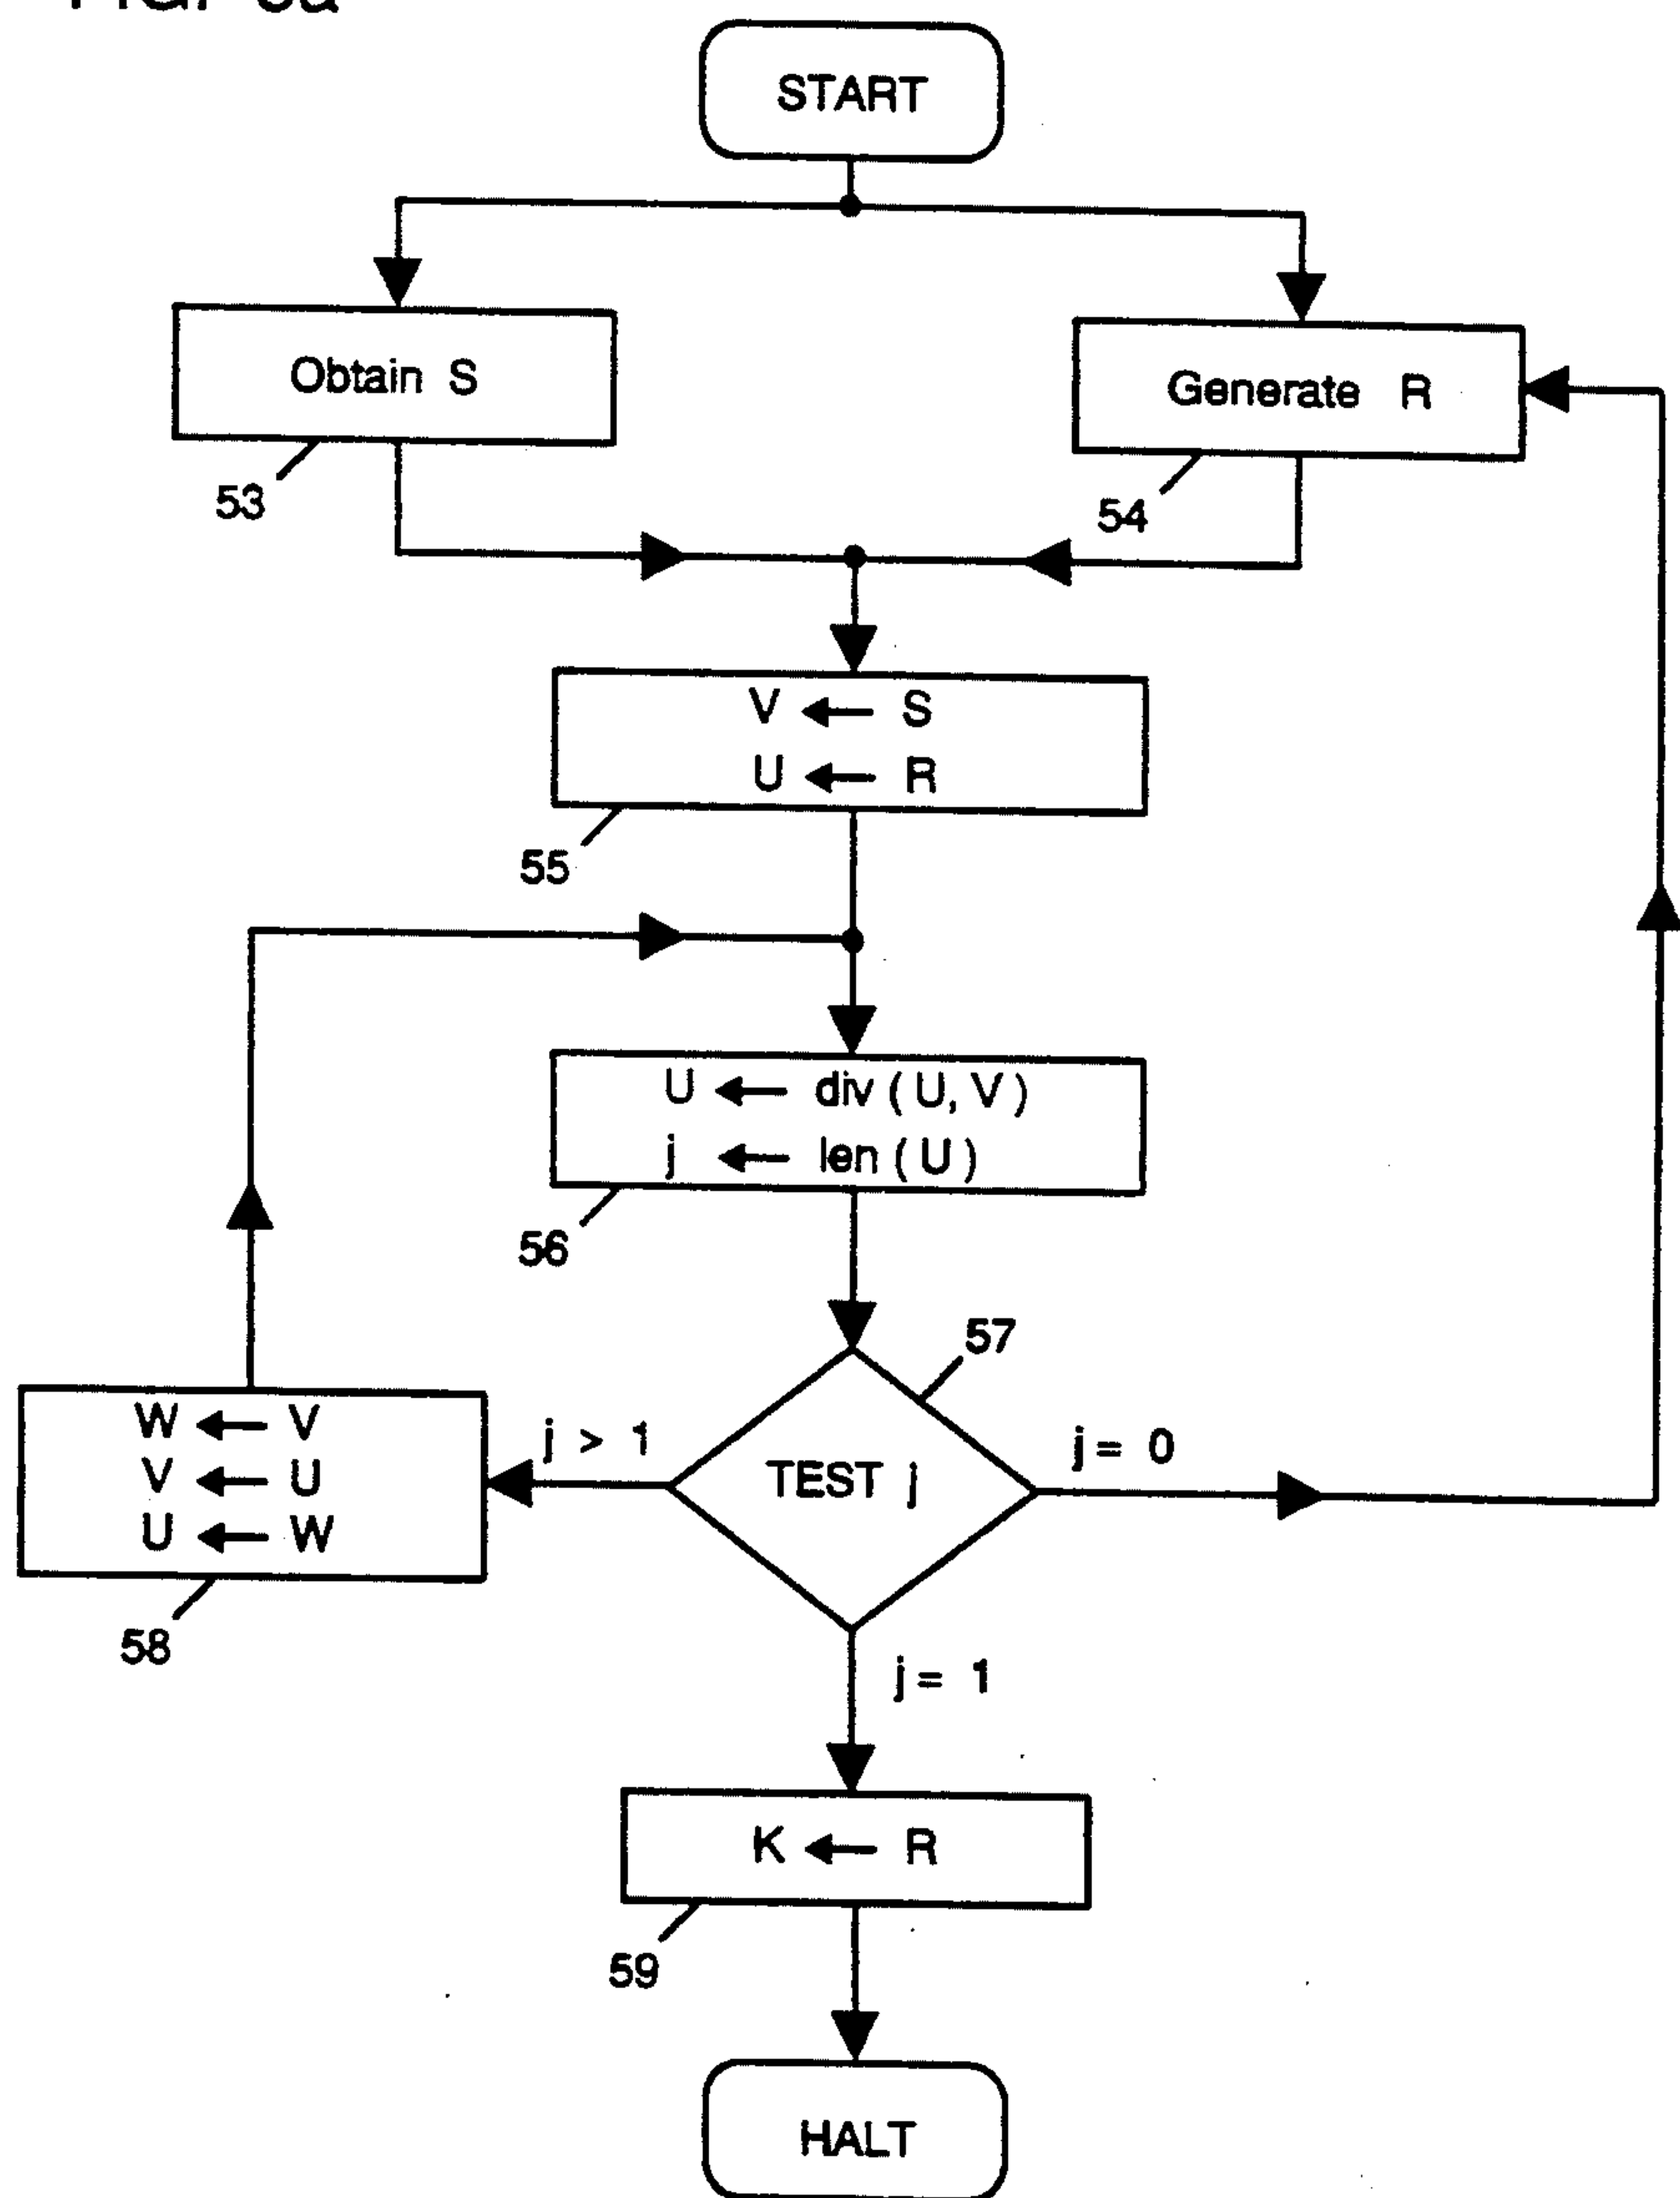 START
Obtain S
Generate R
53
54
V ← S
U ← R
55
U ← div ( U, V )
j ← len ( U )
56
57
W ← V
V ← U
U ← W
j > 1
TEST j
j = 0
58
j = 1
K ← R
59
HALT